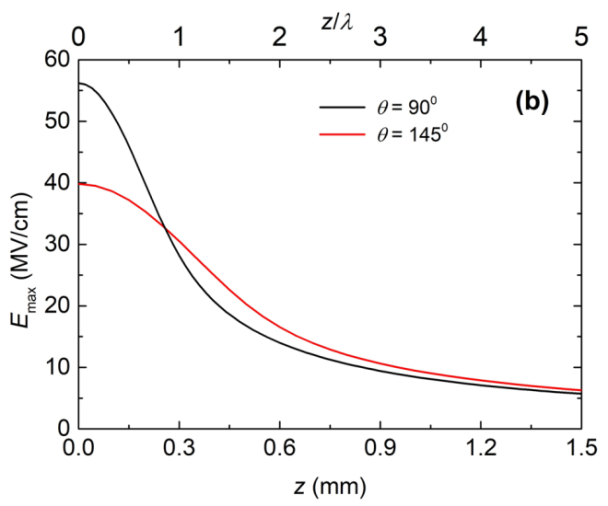 z/λ
0 1 2 3 4 5
60
50
40
30
20
10
0
E_max (MV/cm)
θ = 90⁰
θ = 145⁰
(b)
0.0 0.3 0.6 0.9 1.2 1.5
z (mm)